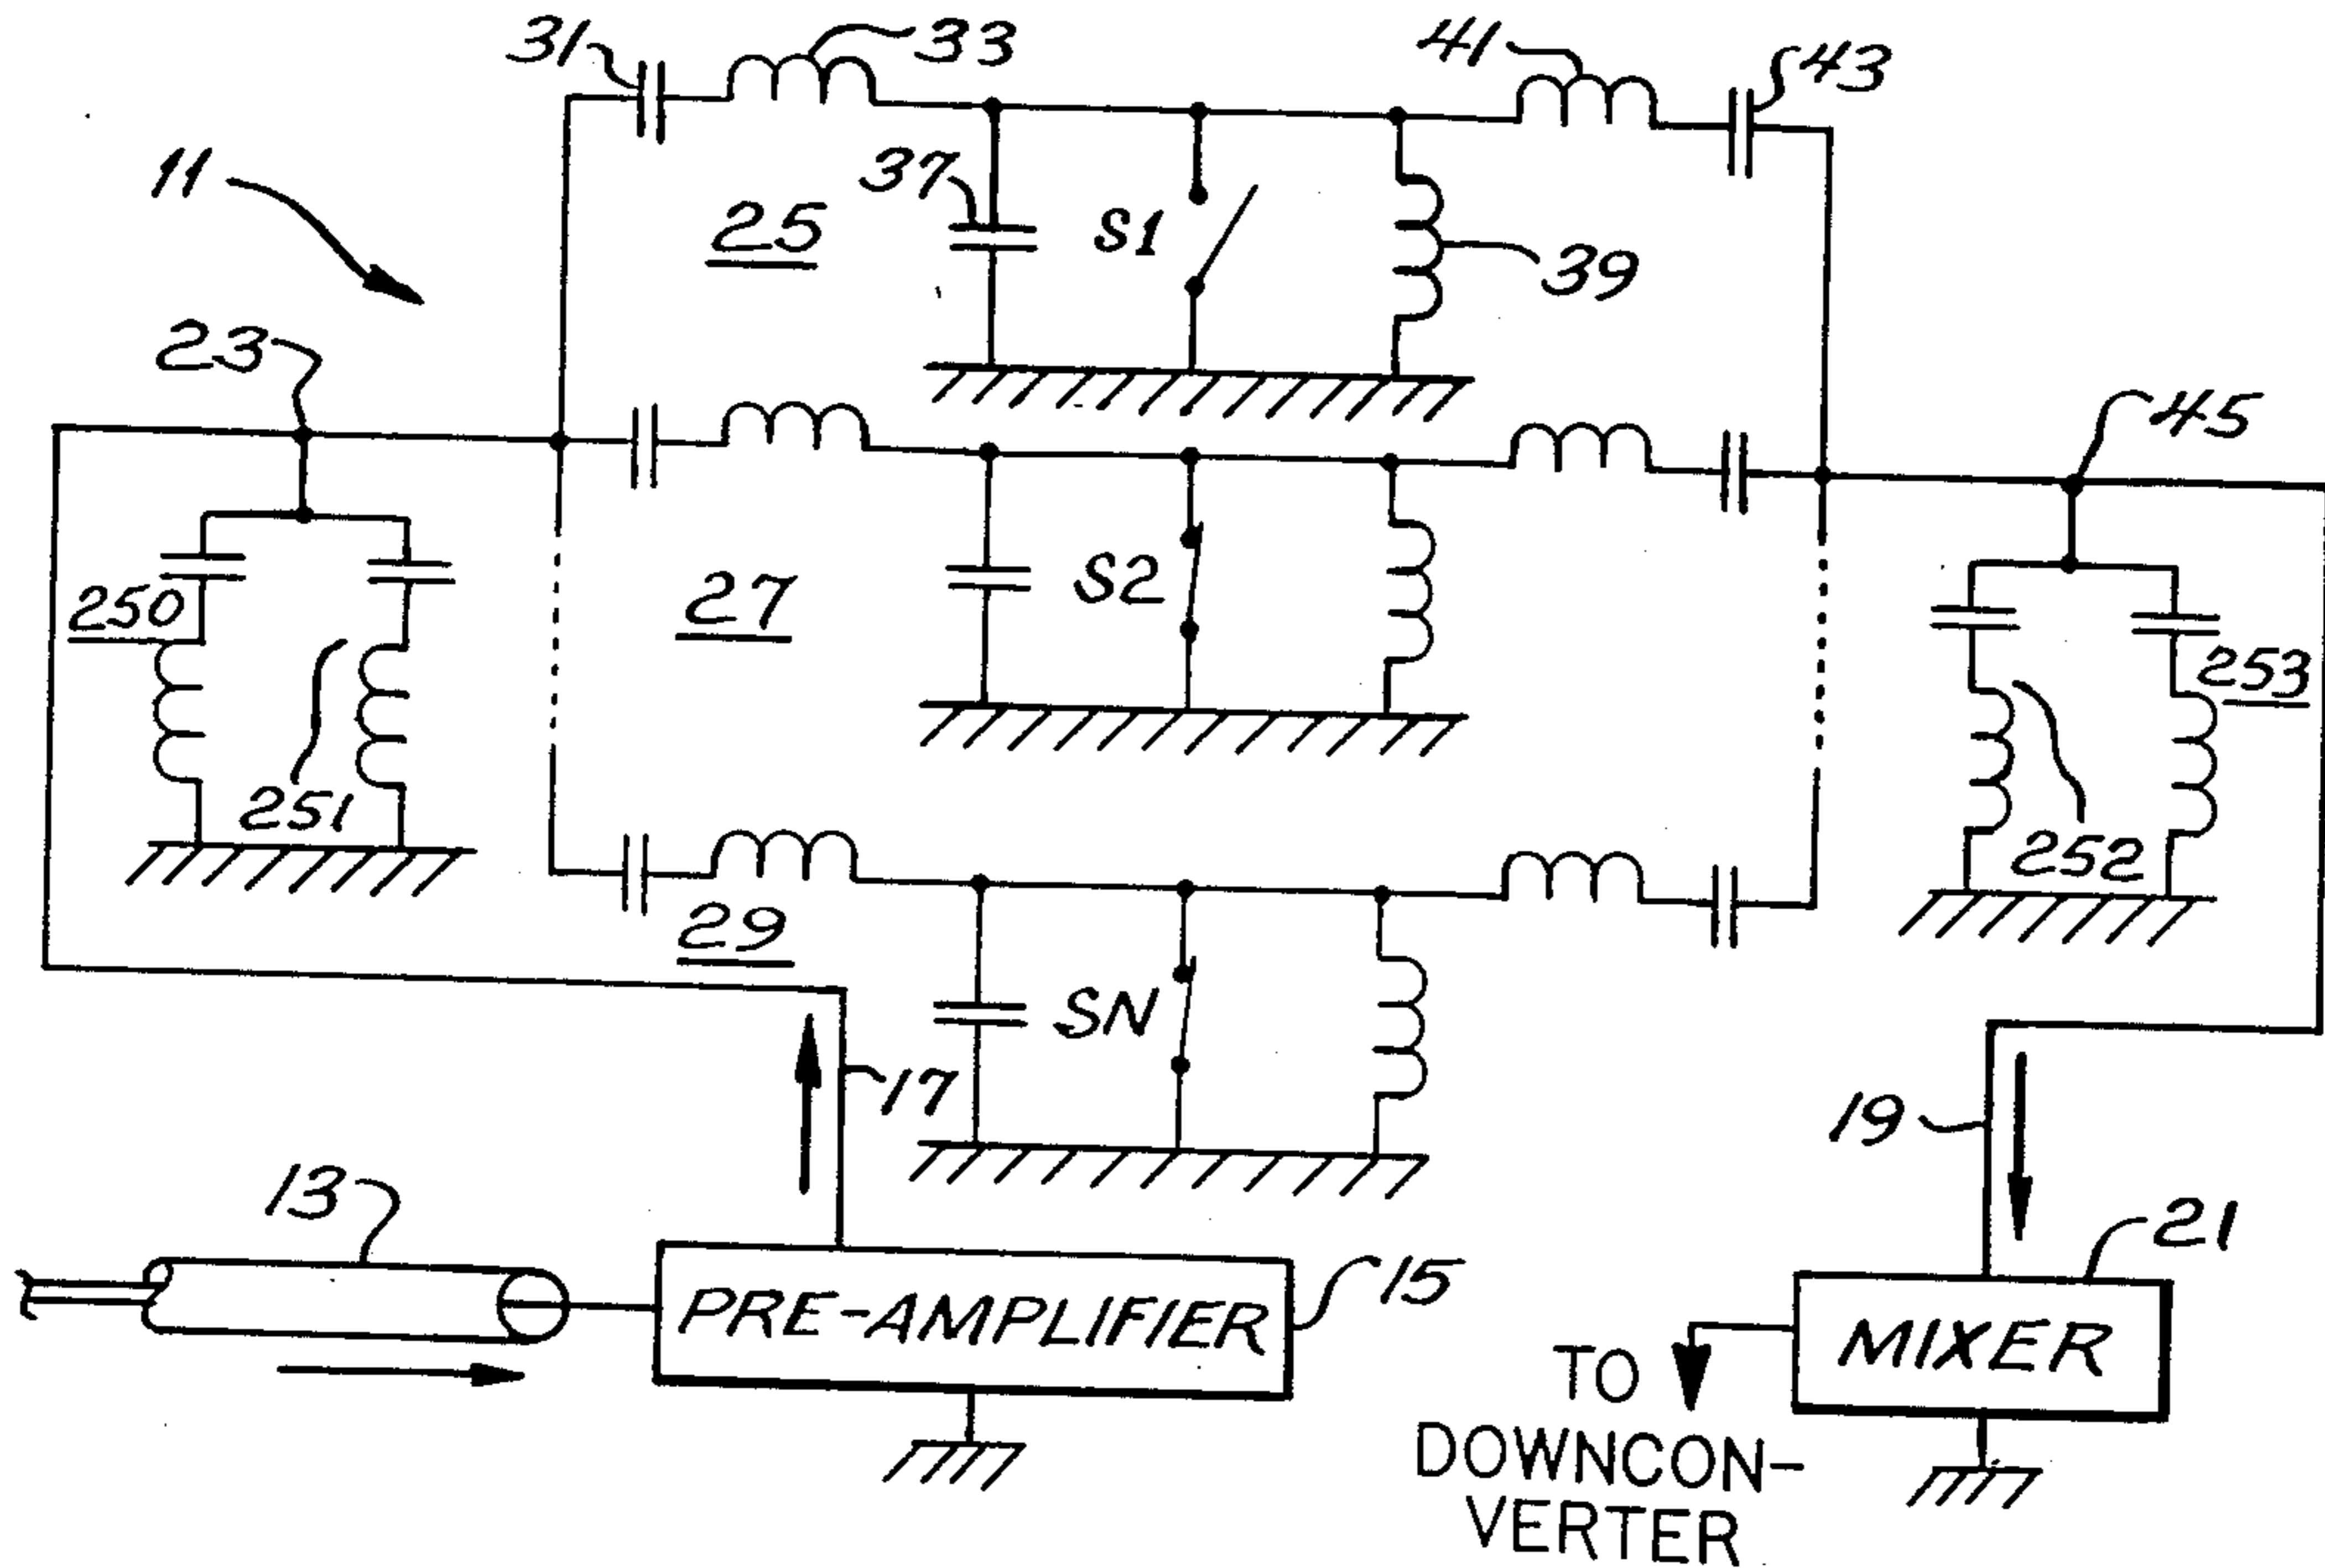 31
33
41
43
11
37
25
S1
39
23
45
250
27
S2
253
251
252
29
SN
17
19
13
21
15
PRE-AMPLIFIER
MIXER
TO
DOWNCON-
VERTER